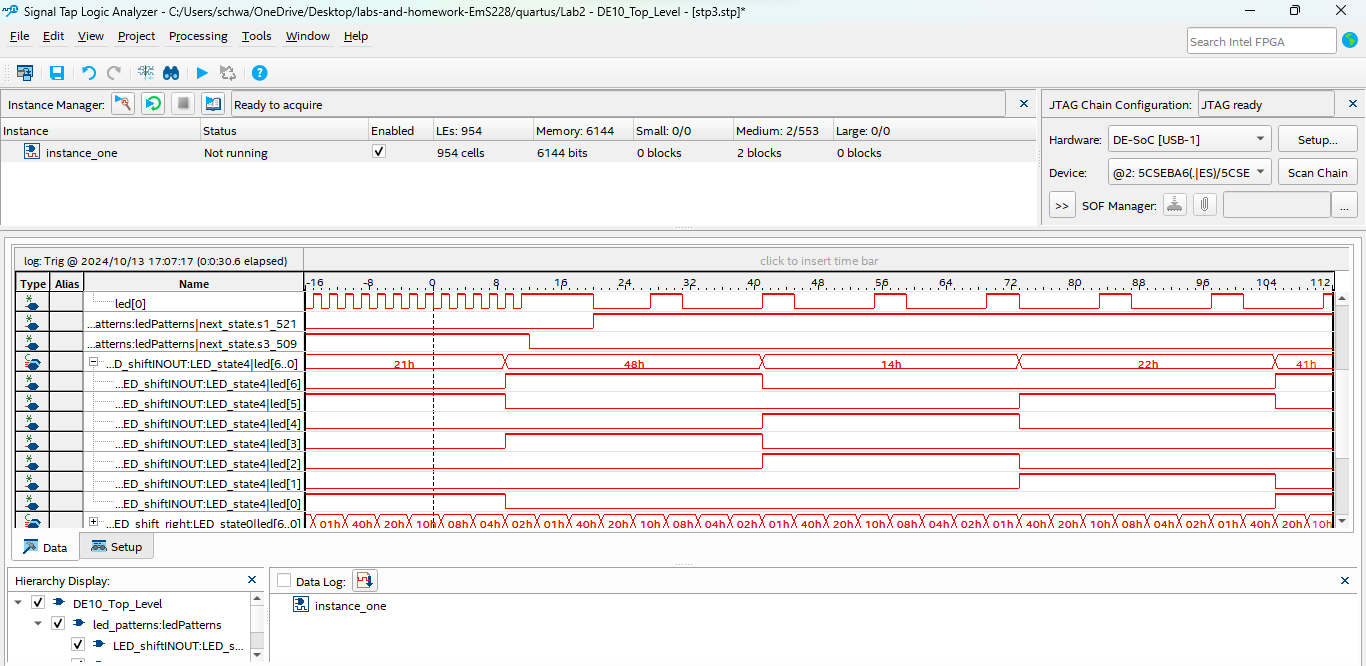 Signal Tap Logic Analyzer - C:/Users/schwa/OneDrive/Desktop/labs-and-homework-EmS228/quartus/Lab2 - DE10_Top_Level - [stp3.stp]*
File Edit View Project Processing Tools Window Help
Search Intel FPGA
Instance Manager: Ready to acquire
Instance Status Enabled LEs: 954 Memory: 6144 Small: 0/0 Medium: 2/553 Large: 0/0
instance_one Not running 954 cells 6144 bits 0 blocks 2 blocks 0 blocks
JTAG Chain Configuration: JTAG ready
Hardware: DE-SoC [USB-1] Setup...
Device: @2: 5CSEBA6(.|ES)/5CSE Scan Chain
>> SOF Manager: ...
log: Trig @ 2024/10/13 17:07:17 (0:0:30.6 elapsed) click to insert time bar
Type Alias Name -16 -8 0 8 16 24 32 40 48 56 64 72 80 88 96 104 112
led[0]
...atterns:ledPatterns|next_state.s1_521
...atterns:ledPatterns|next_state.s3_509
...D_shiftINOUT:LED_state4|led[6..0] 21h 48h 14h 22h 41h
...ED_shiftINOUT:LED_state4|led[6]
...ED_shiftINOUT:LED_state4|led[5]
...ED_shiftINOUT:LED_state4|led[4]
...ED_shiftINOUT:LED_state4|led[3]
...ED_shiftINOUT:LED_state4|led[2]
...ED_shiftINOUT:LED_state4|led[1]
...ED_shiftINOUT:LED_state4|led[0]
...ED_shift_right:LED_state0|led[6..0] 01h 40h 20h 10h 08h 04h 02h 01h 40h 20h 10h 08h 04h 02h 01h 40h 20h 10h 08h 04h 02h 01h 40h 20h 10h 08h 04h 02h 01h 40h 20h 10h
Data Setup
Hierarchy Display:
DE10_Top_Level
led_patterns:ledPatterns
LED_shiftINOUT:LED_s...
Data Log:
instance_one